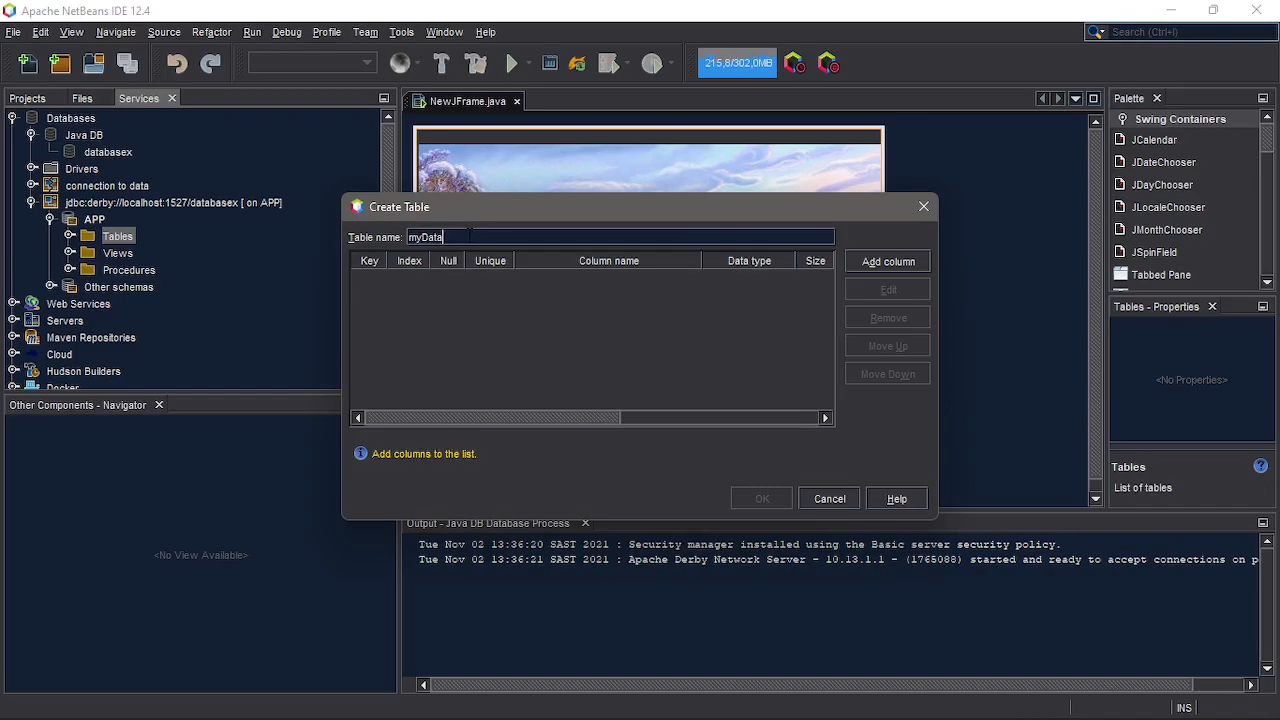 Apache NetBeans IDE 12.4
File Edit View Navigate Source Refactor Run Debug Profile Team Tools Window Help
Search (Ctrl+I)
215,8/302,0MB
Projects Files Services
NewJFrame.java
Palette
Databases
Java DB
databasex
Drivers
connection to data
jdbc:derby://localhost:1527/databasex [ on APP]
APP
Tables
Views
Procedures
Other schemas
Web Services
Servers
Maven Repositories
Cloud
Hudson Builders
Docker
Swing Containers
JCalendar
JDateChooser
JDayChooser
JLocaleChooser
JMonthChooser
JSpinField
Tabbed Pane
Create Table
Table name: myData
Key Index Null Unique Column name Data type Size
Add column
Edit
Remove
Move Up
Move Down
Add columns to the list.
OK Cancel Help
Tables - Properties
<No Properties>
Tables
List of tables
Other Components - Navigator
<No View Available>
Output - Java DB Database Process
Tue Nov 02 13:36:20 SAST 2021 : Security manager installed using the Basic server security policy.
Tue Nov 02 13:36:21 SAST 2021 : Apache Derby Network Server - 10.13.1.1 - (1765088) started and ready to accept connections on p
INS